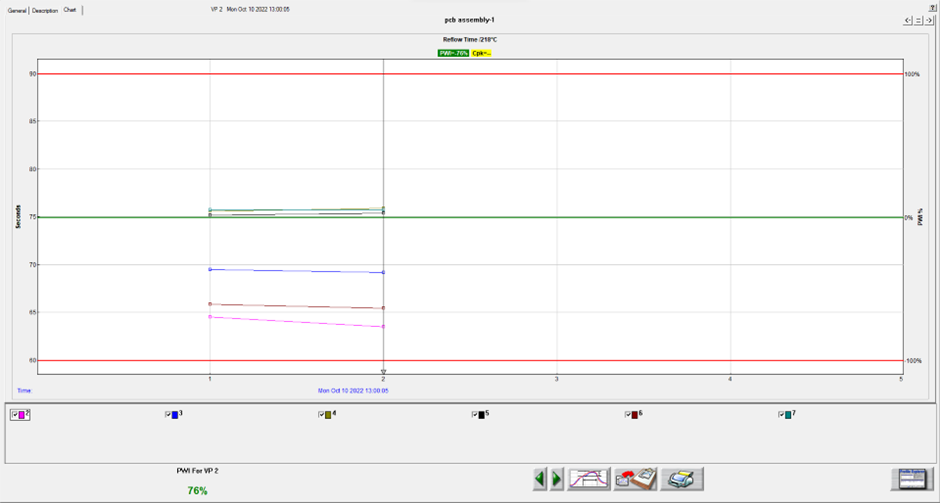 General Description Chart VP 2 Mon Oct 10 2022 13:00:05
pcb assembly-1
Reflow Time-/218°C
PWI=-76% Cpk=--
90 100%
85
80
75 0%
70
65
60 -100%
Seconds
PWI%
1 2 3 4 5
Time: Mon Oct 10 2022 13:00:05
2 3 4 5 6 7
PWI For VP 2
76%